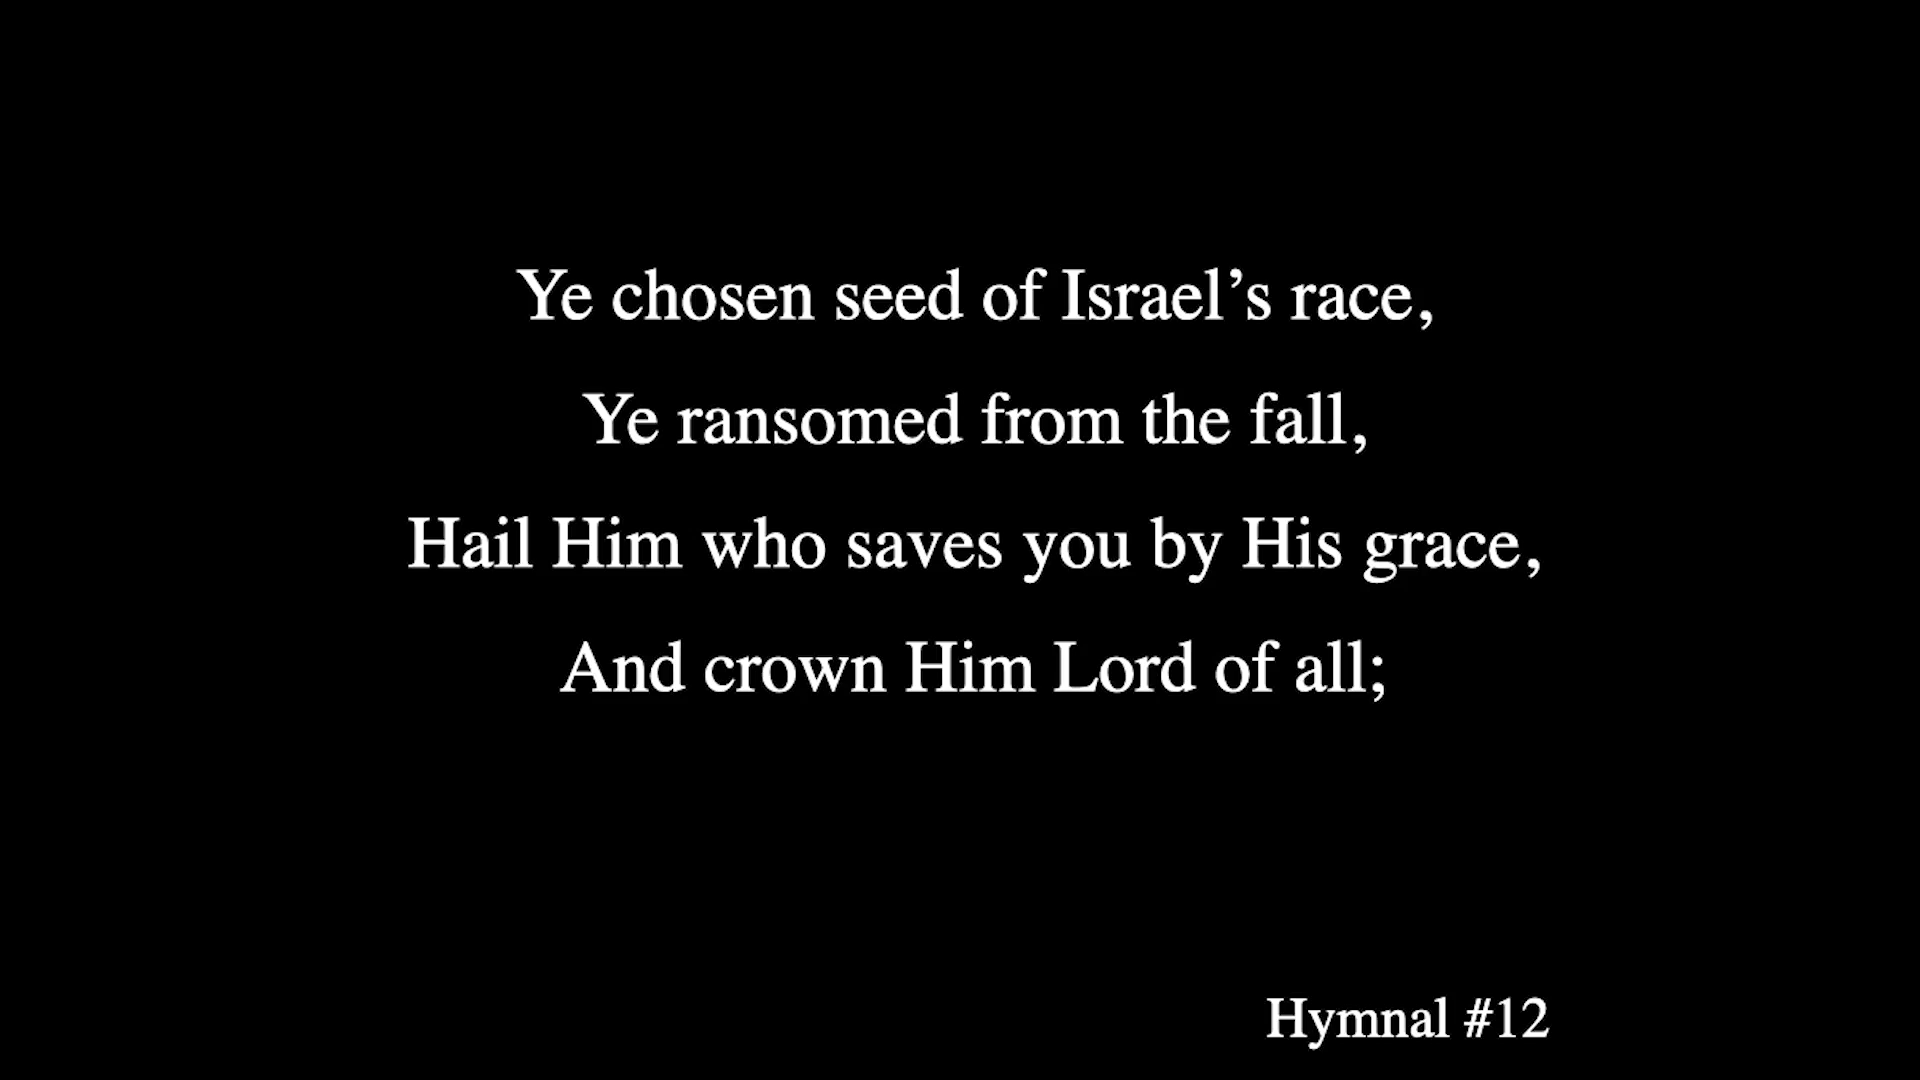 Ye chosen seed of Israel’s race,
Ye ransomed from the fall,
Hail Him who saves you by His grace,
And crown Him Lord of all;
Hymnal #12